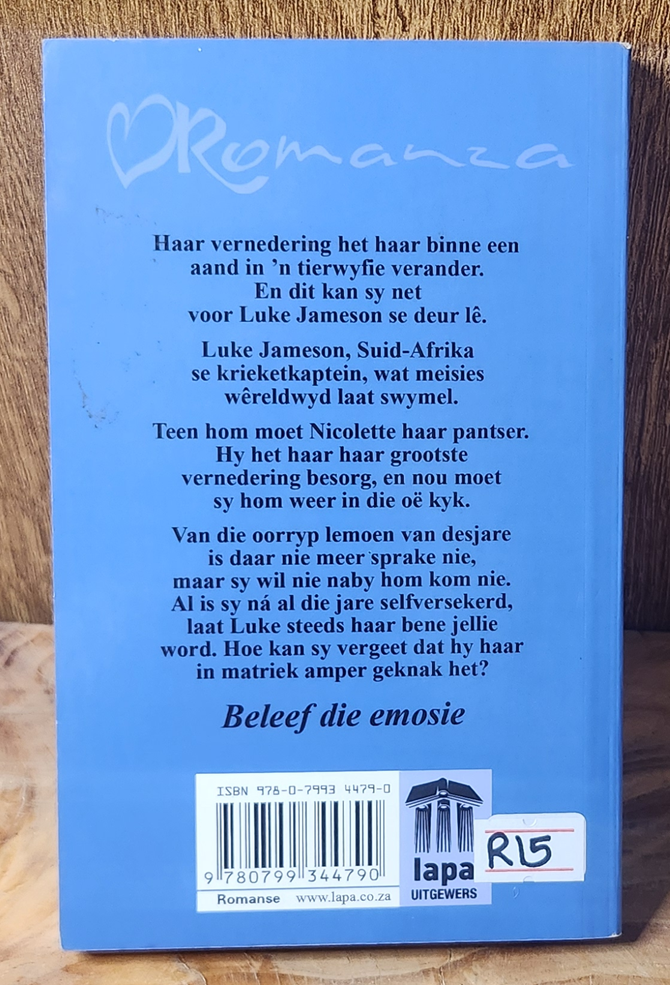 Romanza
Haar vernedering het haar binne een
aand in ’n tierwyfie verander.
En dit kan sy net
voor Luke Jameson se deur lê.
Luke Jameson, Suid-Afrika
se krieketkaptein, wat meisies
wêreldwyd laat swymel.
Teen hom moet Nicolette haar pantser.
Hy het haar haar grootste
vernedering besorg, en nou moet
sy hom weer in die oë kyk.
Van die oorryp lemoen van desjare
is daar nie meer sprake nie,
maar sy wil nie naby hom kom nie.
Al is sy ná al die jare selfversekerd,
laat Luke steeds haar bene jellie
word. Hoe kan sy vergeet dat hy haar
in matriek amper geknak het?
Beleef die emosie
ISBN 978-0-7993 4479-0
9 780799 344790
Romanse www.lapa.co.za
lapa
UITGEWERS
R15